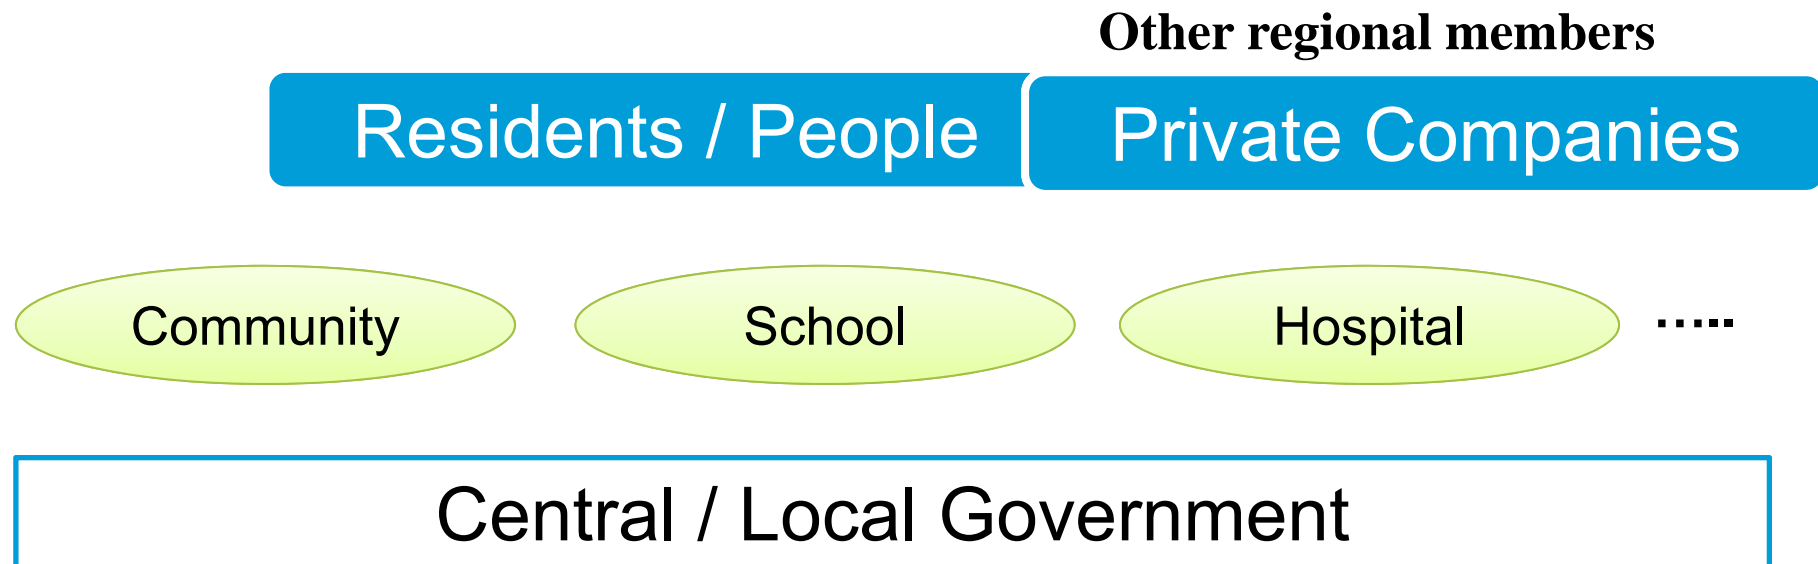 Other regional members
Residents / People
Private Companies
Community
School
Hospital
…..
Central / Local Government